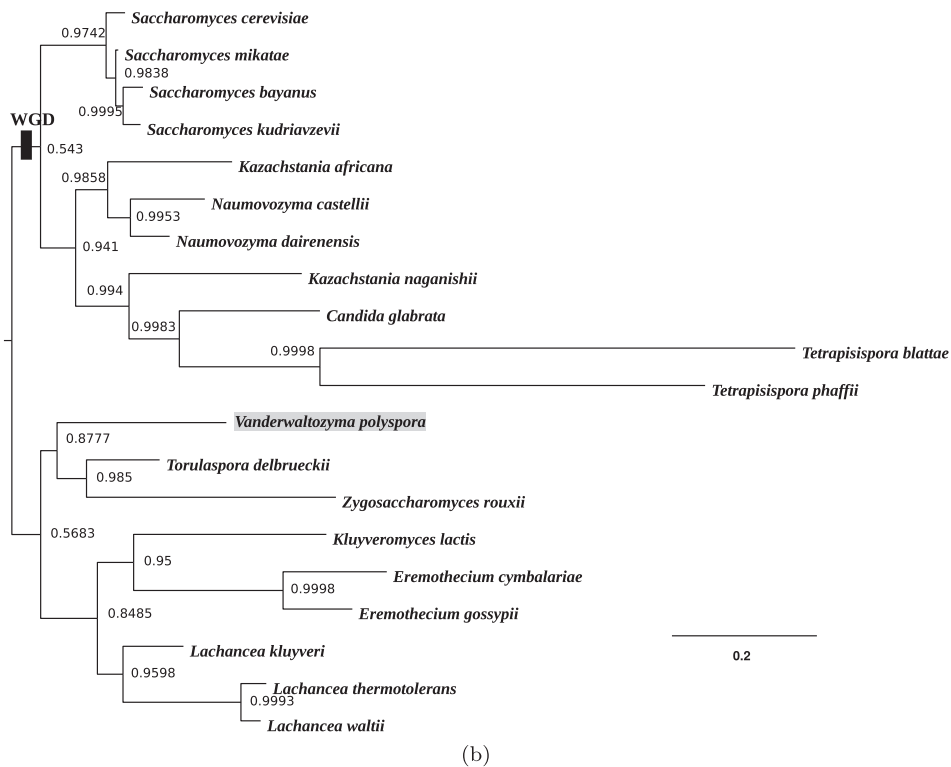 Saccharomyces cerevisiae
0.9742
Saccharomyces mikatae
0.9838
Saccharomyces bayanus
0.9995
WGD
Saccharomyces kudriavzevii
0.543
Kazachstania africana
0.9858
Naumovozyma castellii
0.9953
Naumovozyma dairenensis
0.941
Kazachstania naganishii
0.994
Candida glabrata
0.9983
0.9998
Tetrapisispora blattae
Tetrapisispora phaffii
Vanderwaltozyma polyspora
0.8777
Torulaspora delbrueckii
0.985
Zygosaccharomyces rouxii
0.5683
Kluyveromyces lactis
0.95
Eremothecium cymbalariae
0.9998
Eremothecium gossypii
0.8485
Lachancea kluyveri
0.2
0.9598
Lachancea thermotolerans
0.9993
Lachancea waltii
(b)